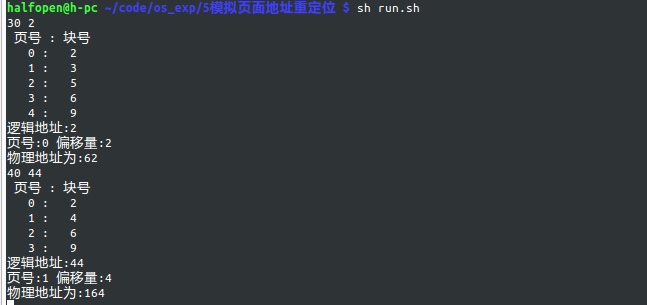 halfopen@h-pc ~/code/os_exp/5模拟页面地址重定位 $ sh run.sh
30 2
页号 : 块号
0 : 2
1 : 3
2 : 5
3 : 6
4 : 9
逻辑地址:2
页号:0 偏移量:2
物理地址为:62
40 44
页号 : 块号
0 : 2
1 : 4
2 : 6
3 : 9
逻辑地址:44
页号:1 偏移量:4
物理地址为:164